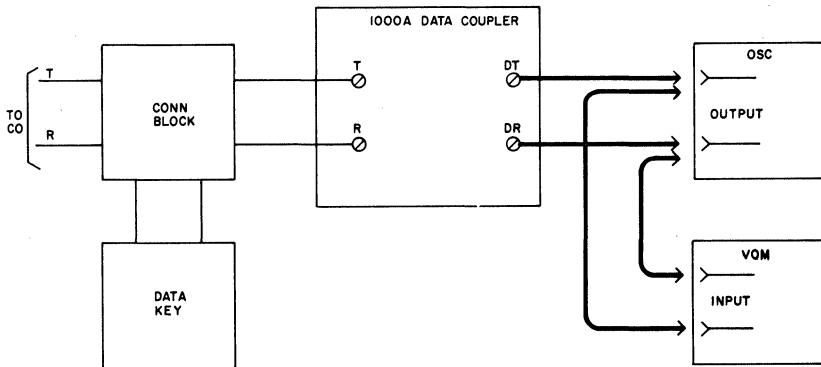 1000A DATA COUPLER
TO
CO
T
R
CONN
BLOCK
T
R
DT
DR
OSC
OUTPUT
DATA
KEY
VOM
INPUT